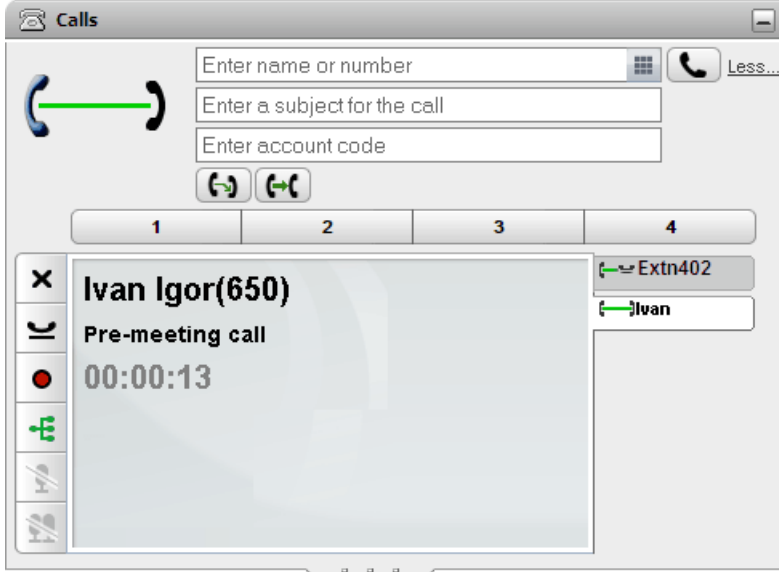 Calls
Enter name or number
Less...
Enter a subject for the call
Enter account code
1 2 3 4
Extn402
Ivan Igor(650)
Ivan
Pre-meeting call
00:00:13